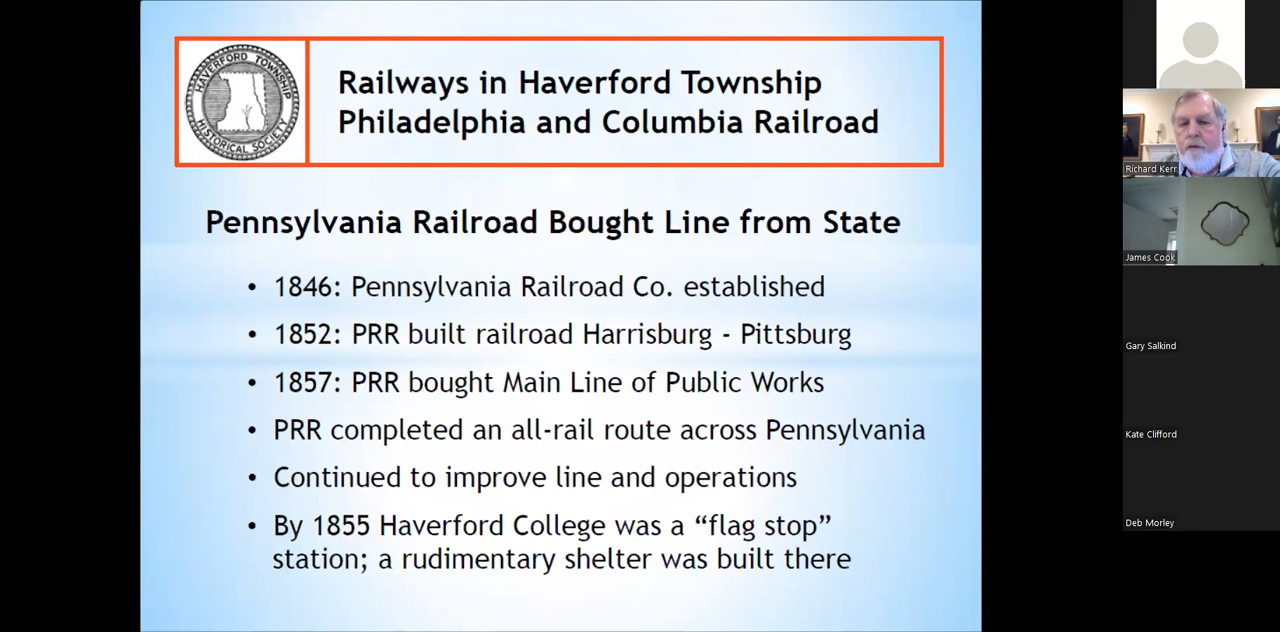 HAVERFORD TOWNSHIP
HISTORICAL SOCIETY
Railways in Haverford Township
Philadelphia and Columbia Railroad
Pennsylvania Railroad Bought Line from State
• 1846: Pennsylvania Railroad Co. established
• 1852: PRR built railroad Harrisburg - Pittsburg
• 1857: PRR bought Main Line of Public Works
• PRR completed an all-rail route across Pennsylvania
• Continued to improve line and operations
• By 1855 Haverford College was a “flag stop”
station; a rudimentary shelter was built there
Richard Kerr
James Cook
Gary Salkind
Kate Clifford
Deb Morley